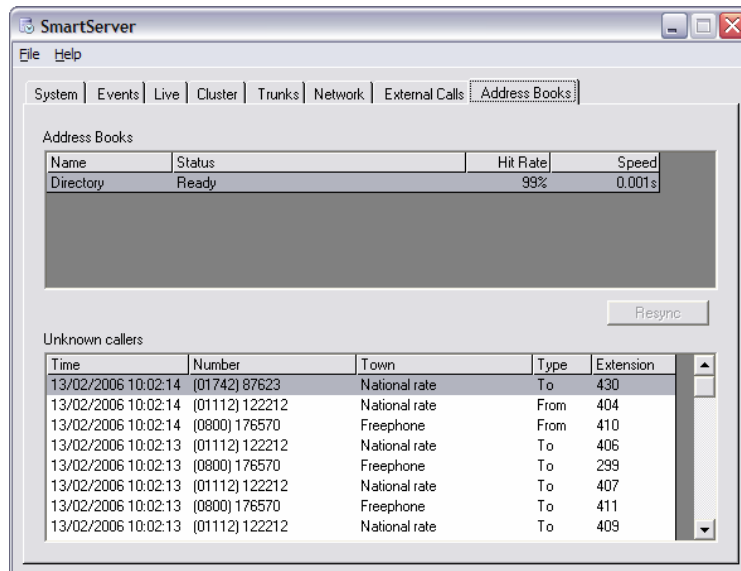 SmartServer
File Help
System Events Live Cluster Trunks Network External Calls Address Books
Address Books
Name Status Hit Rate Speed
Directory Ready 99% 0.001s
Resync
Unknown callers
Time Number Town Type Extension
13/02/2006 10:02:14 (01742) 87623 National rate To 430
13/02/2006 10:02:14 (01112) 122212 National rate From 404
13/02/2006 10:02:14 (0800) 176570 Freephone From 410
13/02/2006 10:02:13 (01112) 122212 National rate To 406
13/02/2006 10:02:13 (0800) 176570 Freephone To 299
13/02/2006 10:02:13 (01112) 122212 National rate To 407
13/02/2006 10:02:13 (0800) 176570 Freephone To 411
13/02/2006 10:02:13 (01112) 122212 National rate To 409